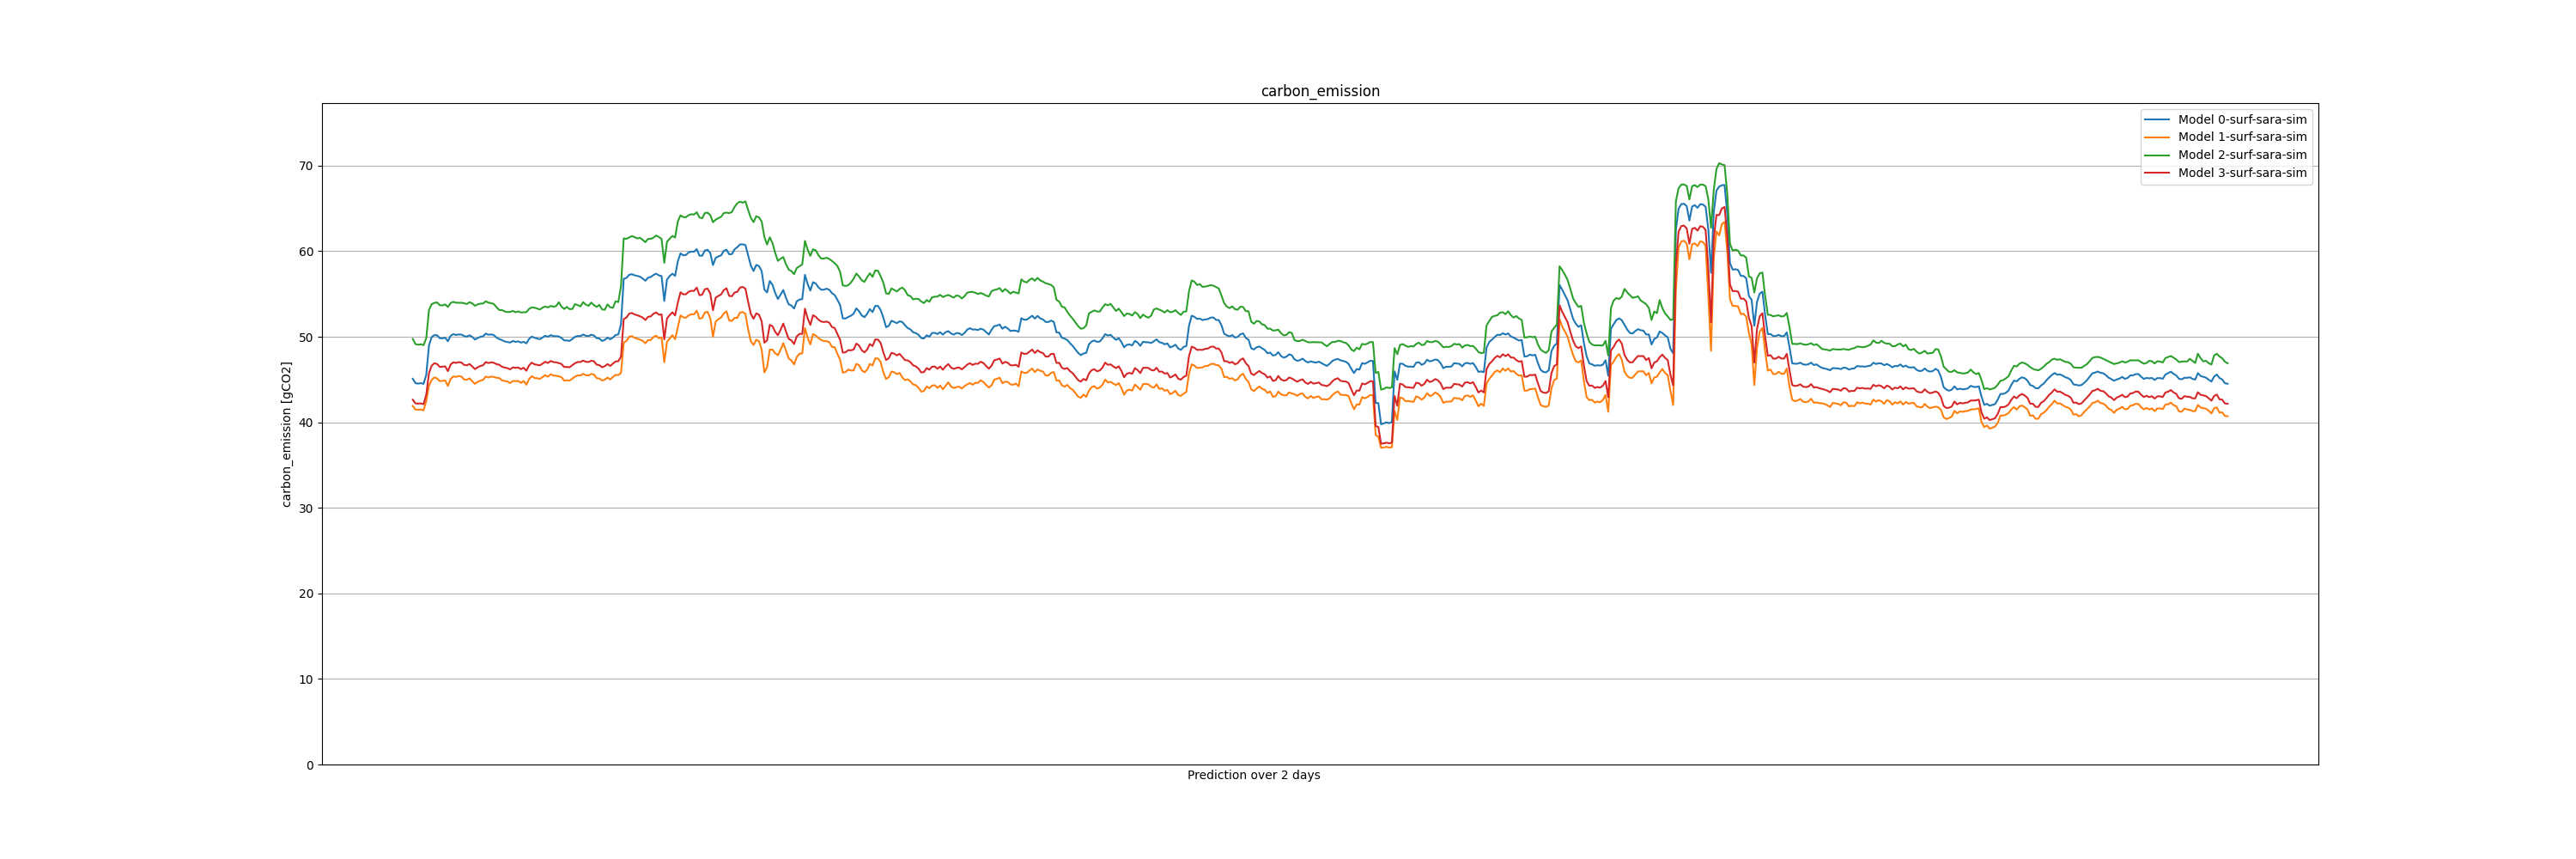 carbon_emission
Model 0-surf-sara-sim
Model 1-surf-sara-sim
Model 2-surf-sara-sim
Model 3-surf-sara-sim
carbon_emission [gCO2]
70
60
50
40
30
20
10
0
Prediction over 2 days